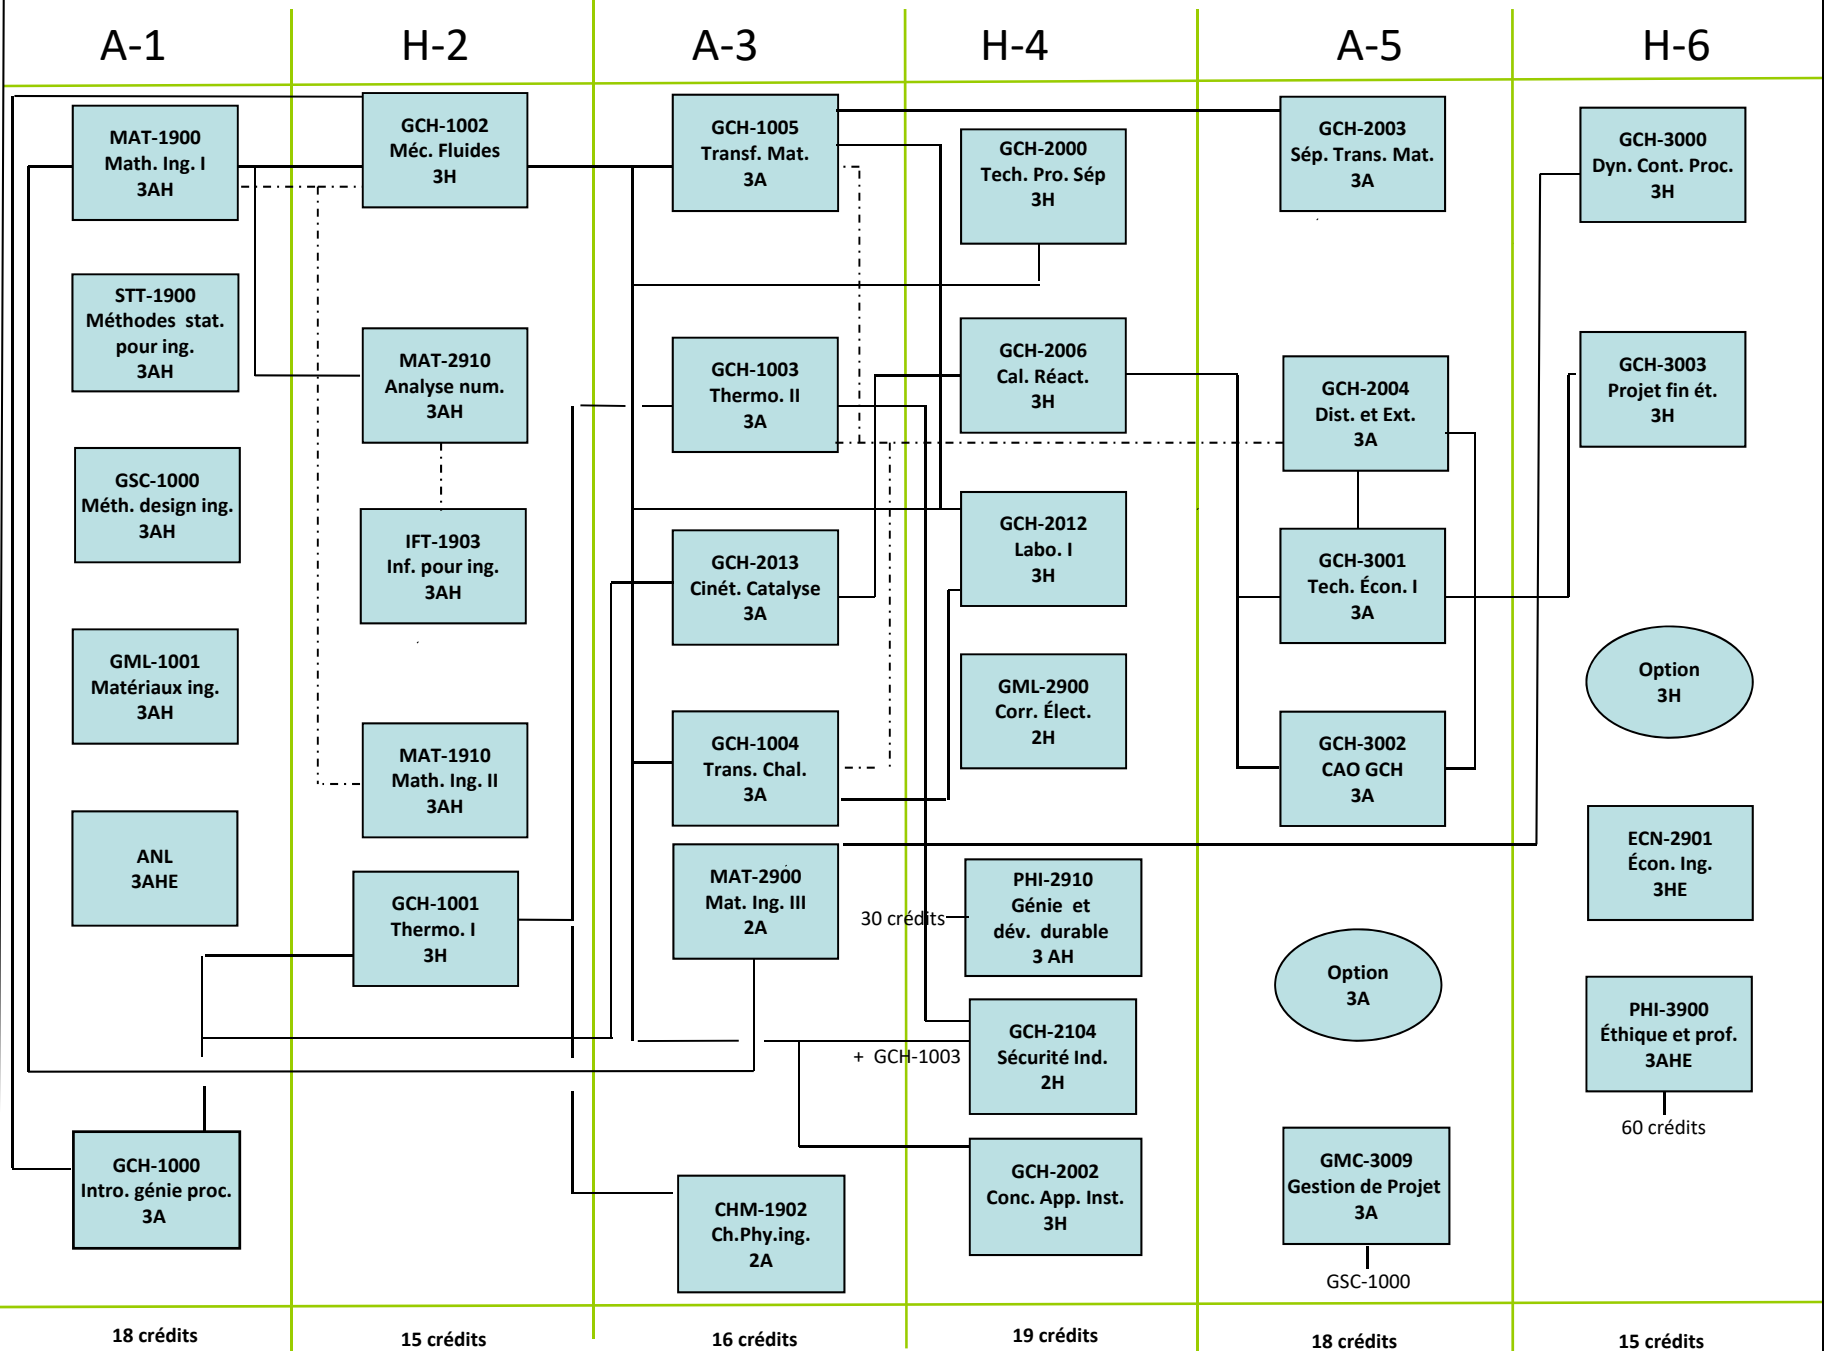 A-1
H-2
A-3
H-4
A-5
H-6
MAT-1900
Math. Ing. I
3AH
STT-1900
Méthodes stat.
pour ing.
3AH
GSC-1000
Méth. design ing.
3AH
GML-1001
Matériaux ing.
3AH
ANL
3AHE
GCH-1000
Intro. génie proc.
3A
18 crédits
GCH-1002
Méc. Fluides
3H
MAT-2910
Analyse num.
3AH
IFT-1903
Inf. pour ing.
3AH
MAT-1910
Math. Ing. II
3AH
GCH-1001
Thermo. I
3H
15 crédits
GCH-1005
Transf. Mat.
3A
GCH-1003
Thermo. II
3A
GCH-2013
Cinét. Catalyse
3A
GCH-1004
Trans. Chal.
3A
MAT-2900
Mat. Ing. III
2A
CHM-1902
Ch.Phy.ing.
2A
16 crédits
GCH-2000
Tech. Pro. Sép
3H
GCH-2006
Cal. Réact.
3H
GCH-2012
Labo. I
3H
GML-2900
Corr. Élect.
2H
30 crédits
PHI-2910
Génie et
dév. durable
3 AH
+ GCH-1003
GCH-2104
Sécurité Ind.
2H
GCH-2002
Conc. App. Inst.
3H
19 crédits
GCH-2003
Sép. Trans. Mat.
3A
GCH-2004
Dist. et Ext.
3A
GCH-3001
Tech. Écon. I
3A
GCH-3002
CAO GCH
3A
Option
3A
GMC-3009
Gestion de Projet
3A
GSC-1000
18 crédits
GCH-3000
Dyn. Cont. Proc.
3H
GCH-3003
Projet fin ét.
3H
Option
3H
ECN-2901
Écon. Ing.
3HE
PHI-3900
Éthique et prof.
3AHE
60 crédits
15 crédits